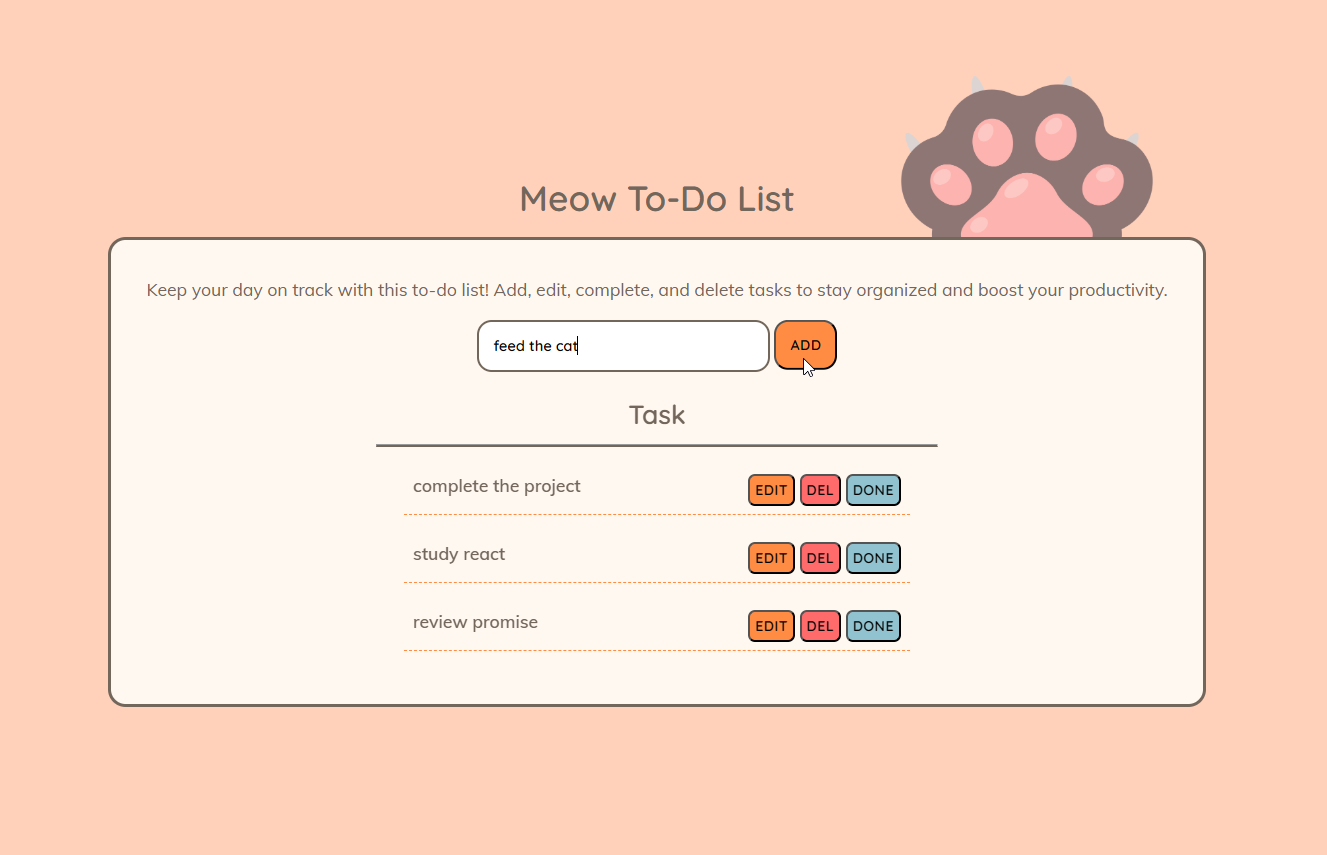 Meow To-Do List
Keep your day on track with this to-do list! Add, edit, complete, and delete tasks to stay organized and boost your productivity.
feed the cat ADD
Task
complete the project EDIT DEL DONE
study react EDIT DEL DONE
review promise EDIT DEL DONE